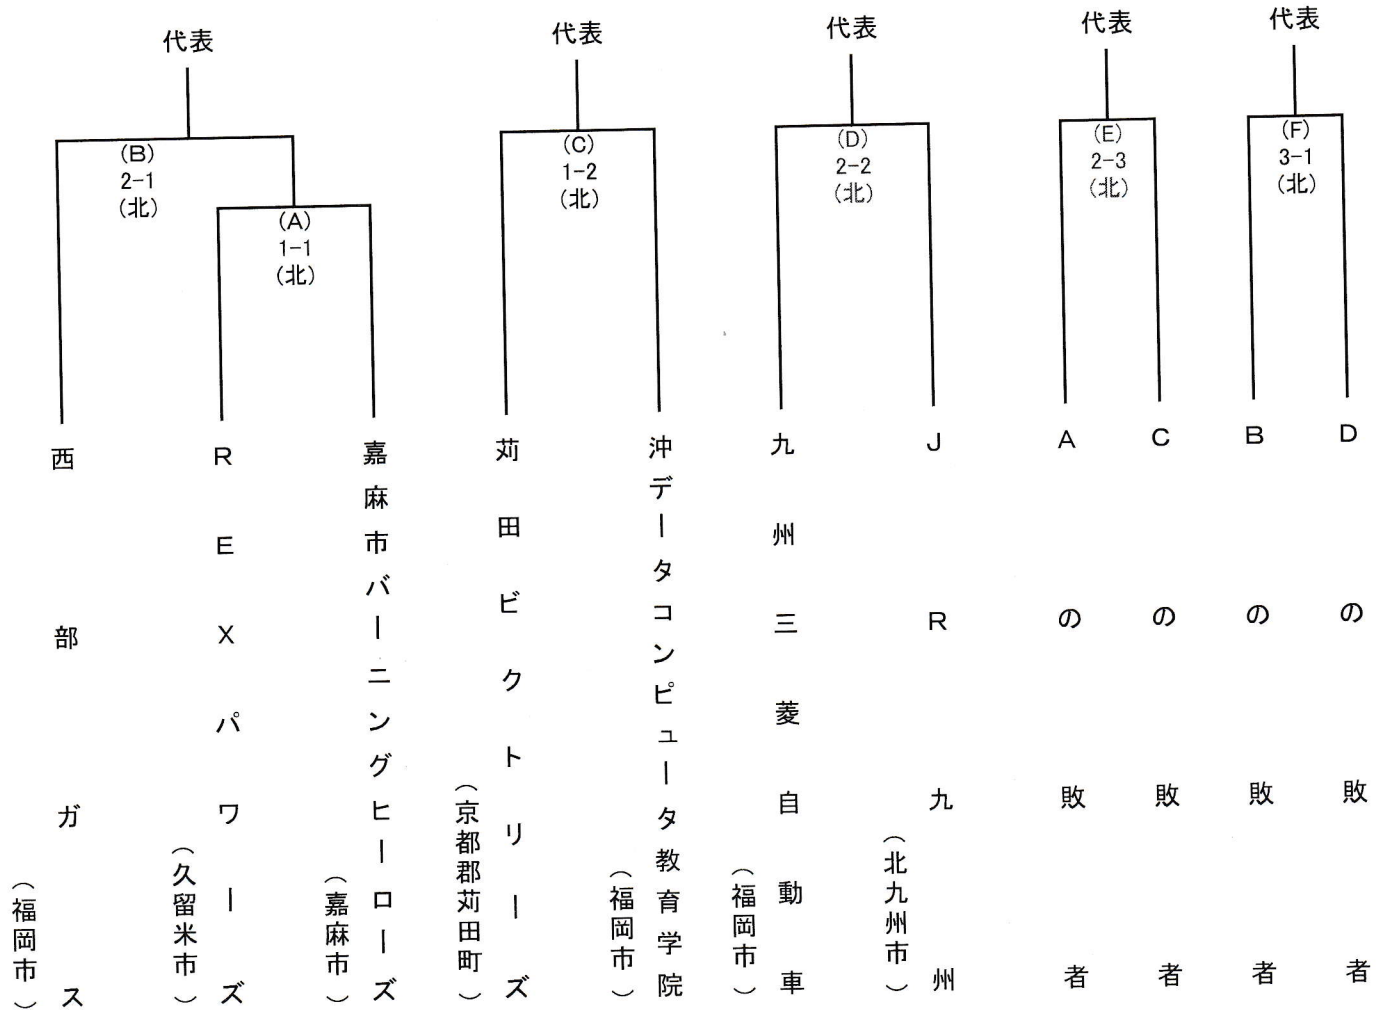 代表
代表
代表
代表
代表
(B)
2-1
(北)
(A)
1-1
(北)
(C)
1-2
(北)
(D)
2-2
(北)
(E)
2-3
(北)
(F)
3-1
(北)
西部ガス
(福岡市)
REXパワーズ
(久留米市)
嘉麻市バーニングヒーローズ
(嘉麻市)
苅田ビクトリーズ
(京都郡苅田町)
沖データコンピュータ教育学院
(福岡市)
九州三菱自動車
(福岡市)
JR九州
(北九州市)
Aの敗者
Cの敗者
Bの敗者
Dの敗者